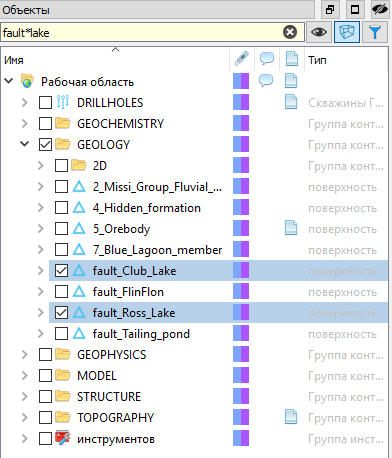 Объекты
fault*lake
Имя Тип
Рабочая область
DRILLHOLES Скважины Г...
GEOCHEMISTRY Группа конт...
GEOLOGY Группа конт...
2D Группа конт...
2_Missi_Group_Fluvial_... поверхность
4_Hidden_formation поверхность
5_Orebody поверхность
7_Blue_Lagoon_member поверхность
fault_Club_Lake поверхность
fault_FlinFlon поверхность
fault_Ross_Lake поверхность
fault_Tailing_pond поверхность
GEOPHYSICS Группа конт...
MODEL Группа конт...
STRUCTURE Группа конт...
TOPOGRAPHY Группа конт...
инструментов Группа инст...